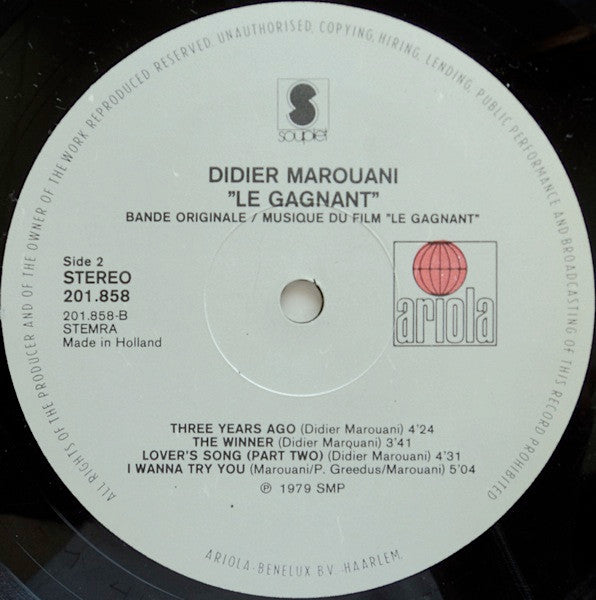 ALL RIGHTS OF THE PRODUCER AND OF THE OWNER OF THE WORK REPRODUCED RESERVED. UNAUTHORISED, COPYING, HIRING, LENDING, PUBLIC PERFORMANCE AND BROADCASTING OF THIS RECORD PROHIBITED
S
souplet
DIDIER MAROUANI
"LE GAGNANT"
BANDE ORIGINALE / MUSIQUE DU FILM "LE GAGNANT"
Side 2
STEREO
201.858
201.858-B
STEMRA
Made in Holland
ariola
THREE YEARS AGO (Didier Marouani) 4'24
THE WINNER (Didier Marquani) 3'41
LOVER'S SONG (PART TWO) (Didier Marouani) 4'31
I WANNA TRY YOU (Marouani/P. Greedus/Marouani) 5'04
℗ 1979 SMP
ARIOLA-BENELUX B.V.-HAARLEM.